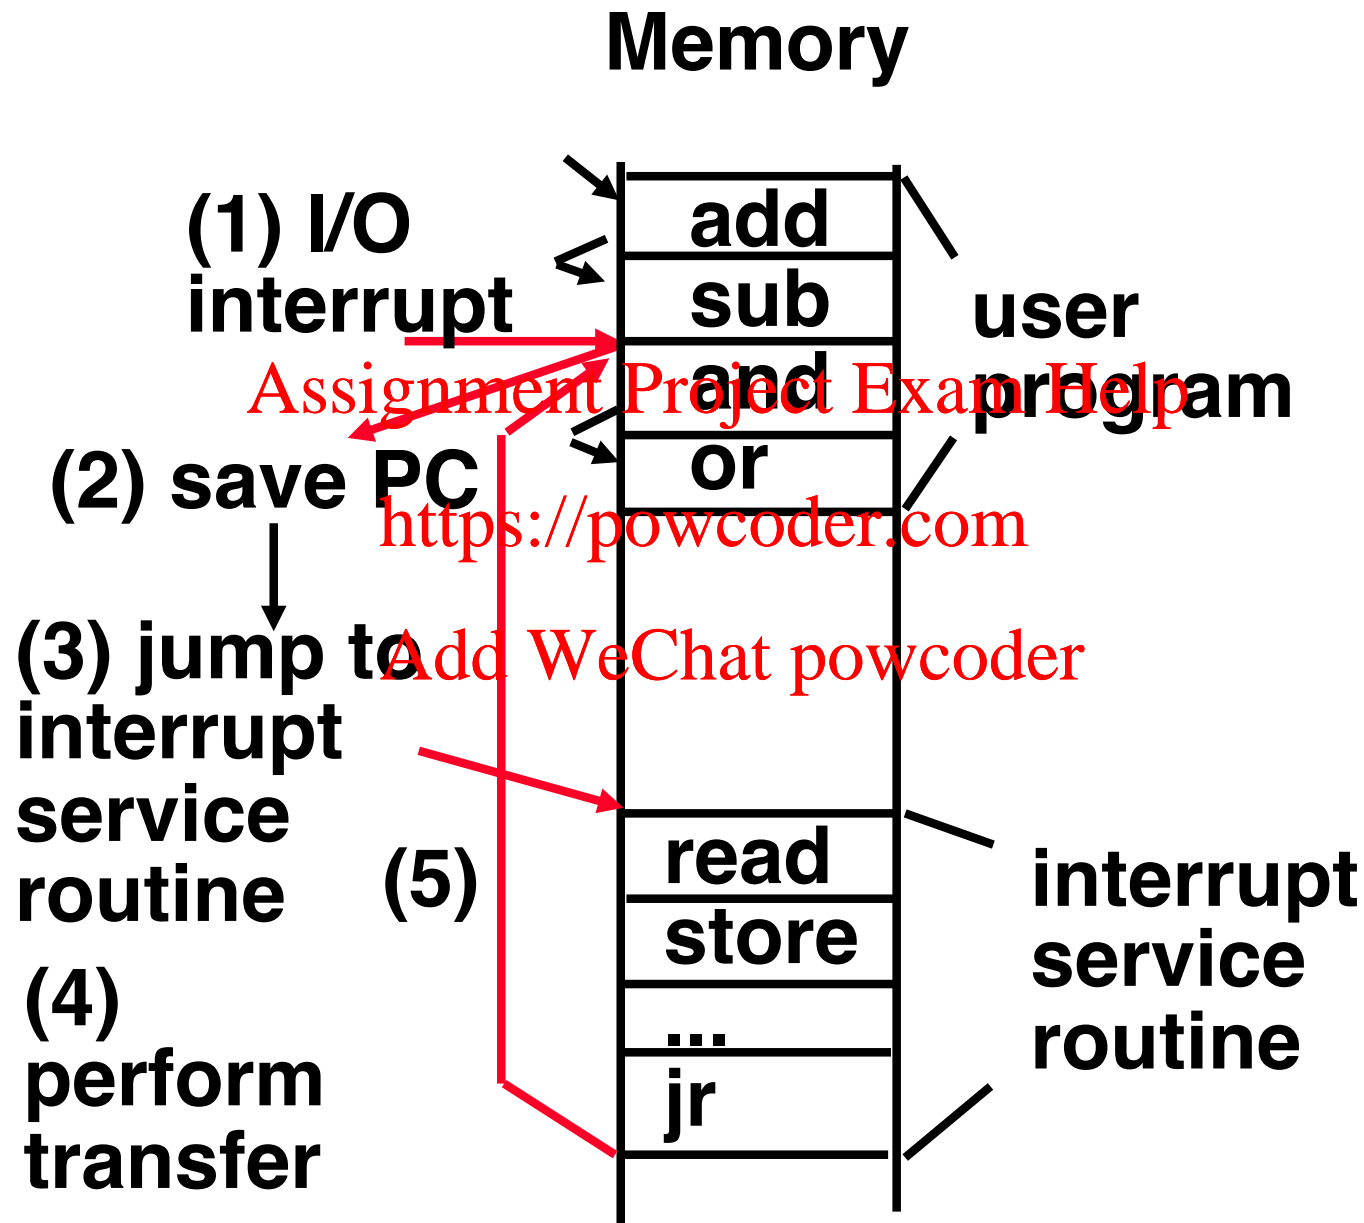 Memory
(1) I/O
interrupt
add
sub
and
or
user
program
Assignment Project Exam Help
(2) save PC
https://powcoder.com
(3) jump to
interrupt
service
routine
Add WeChat powcoder
(5)
(4)
perform
transfer
read
store
...
jr
interrupt
service
routine